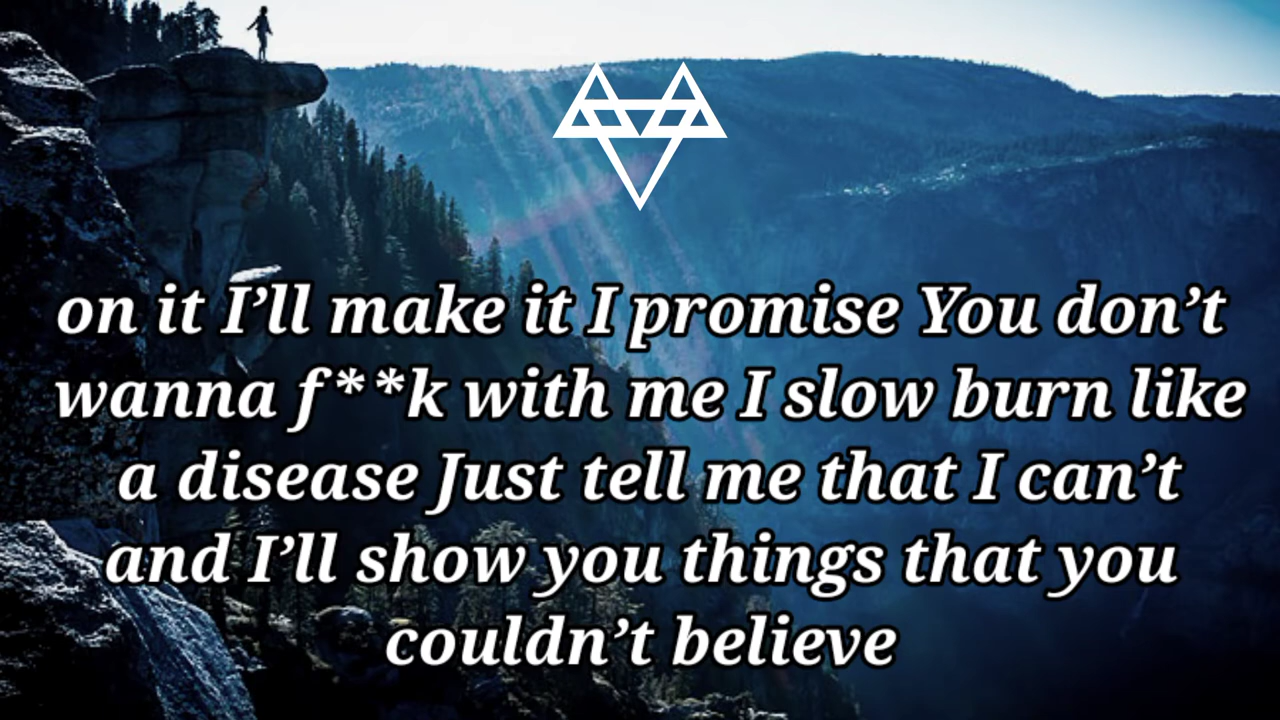 on it I’ll make it I promise You don’t
wanna f**k with me I slow burn like
a disease Just tell me that I can’t
and I’ll show you things that you
couldn’t believe